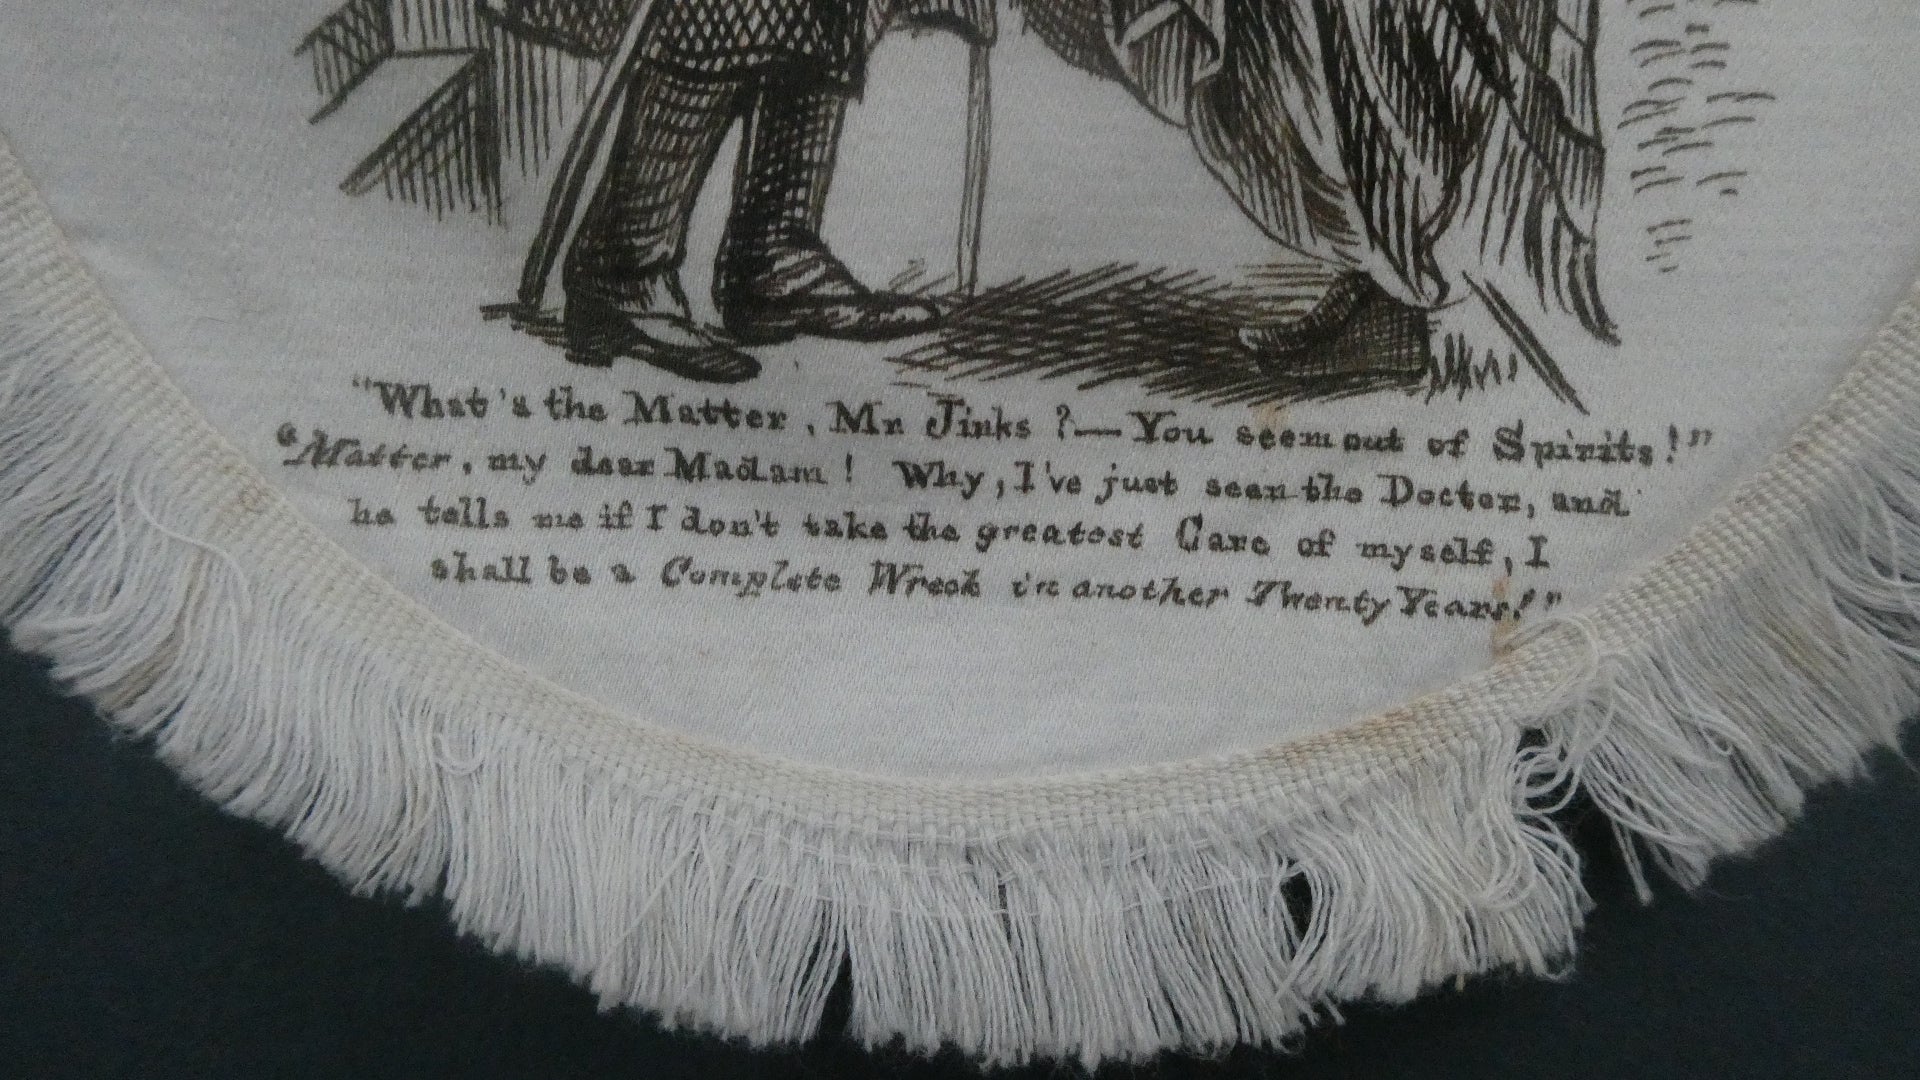 "What's the Matter, Mr Jinks ?— You seem out of Spirits!"
"Matter, my dear Madam! Why, I've just seen the Doctor, and
he tells me if I don't take the greatest Care of myself, I
shall be a Complete Wreck in another Twenty Years!"